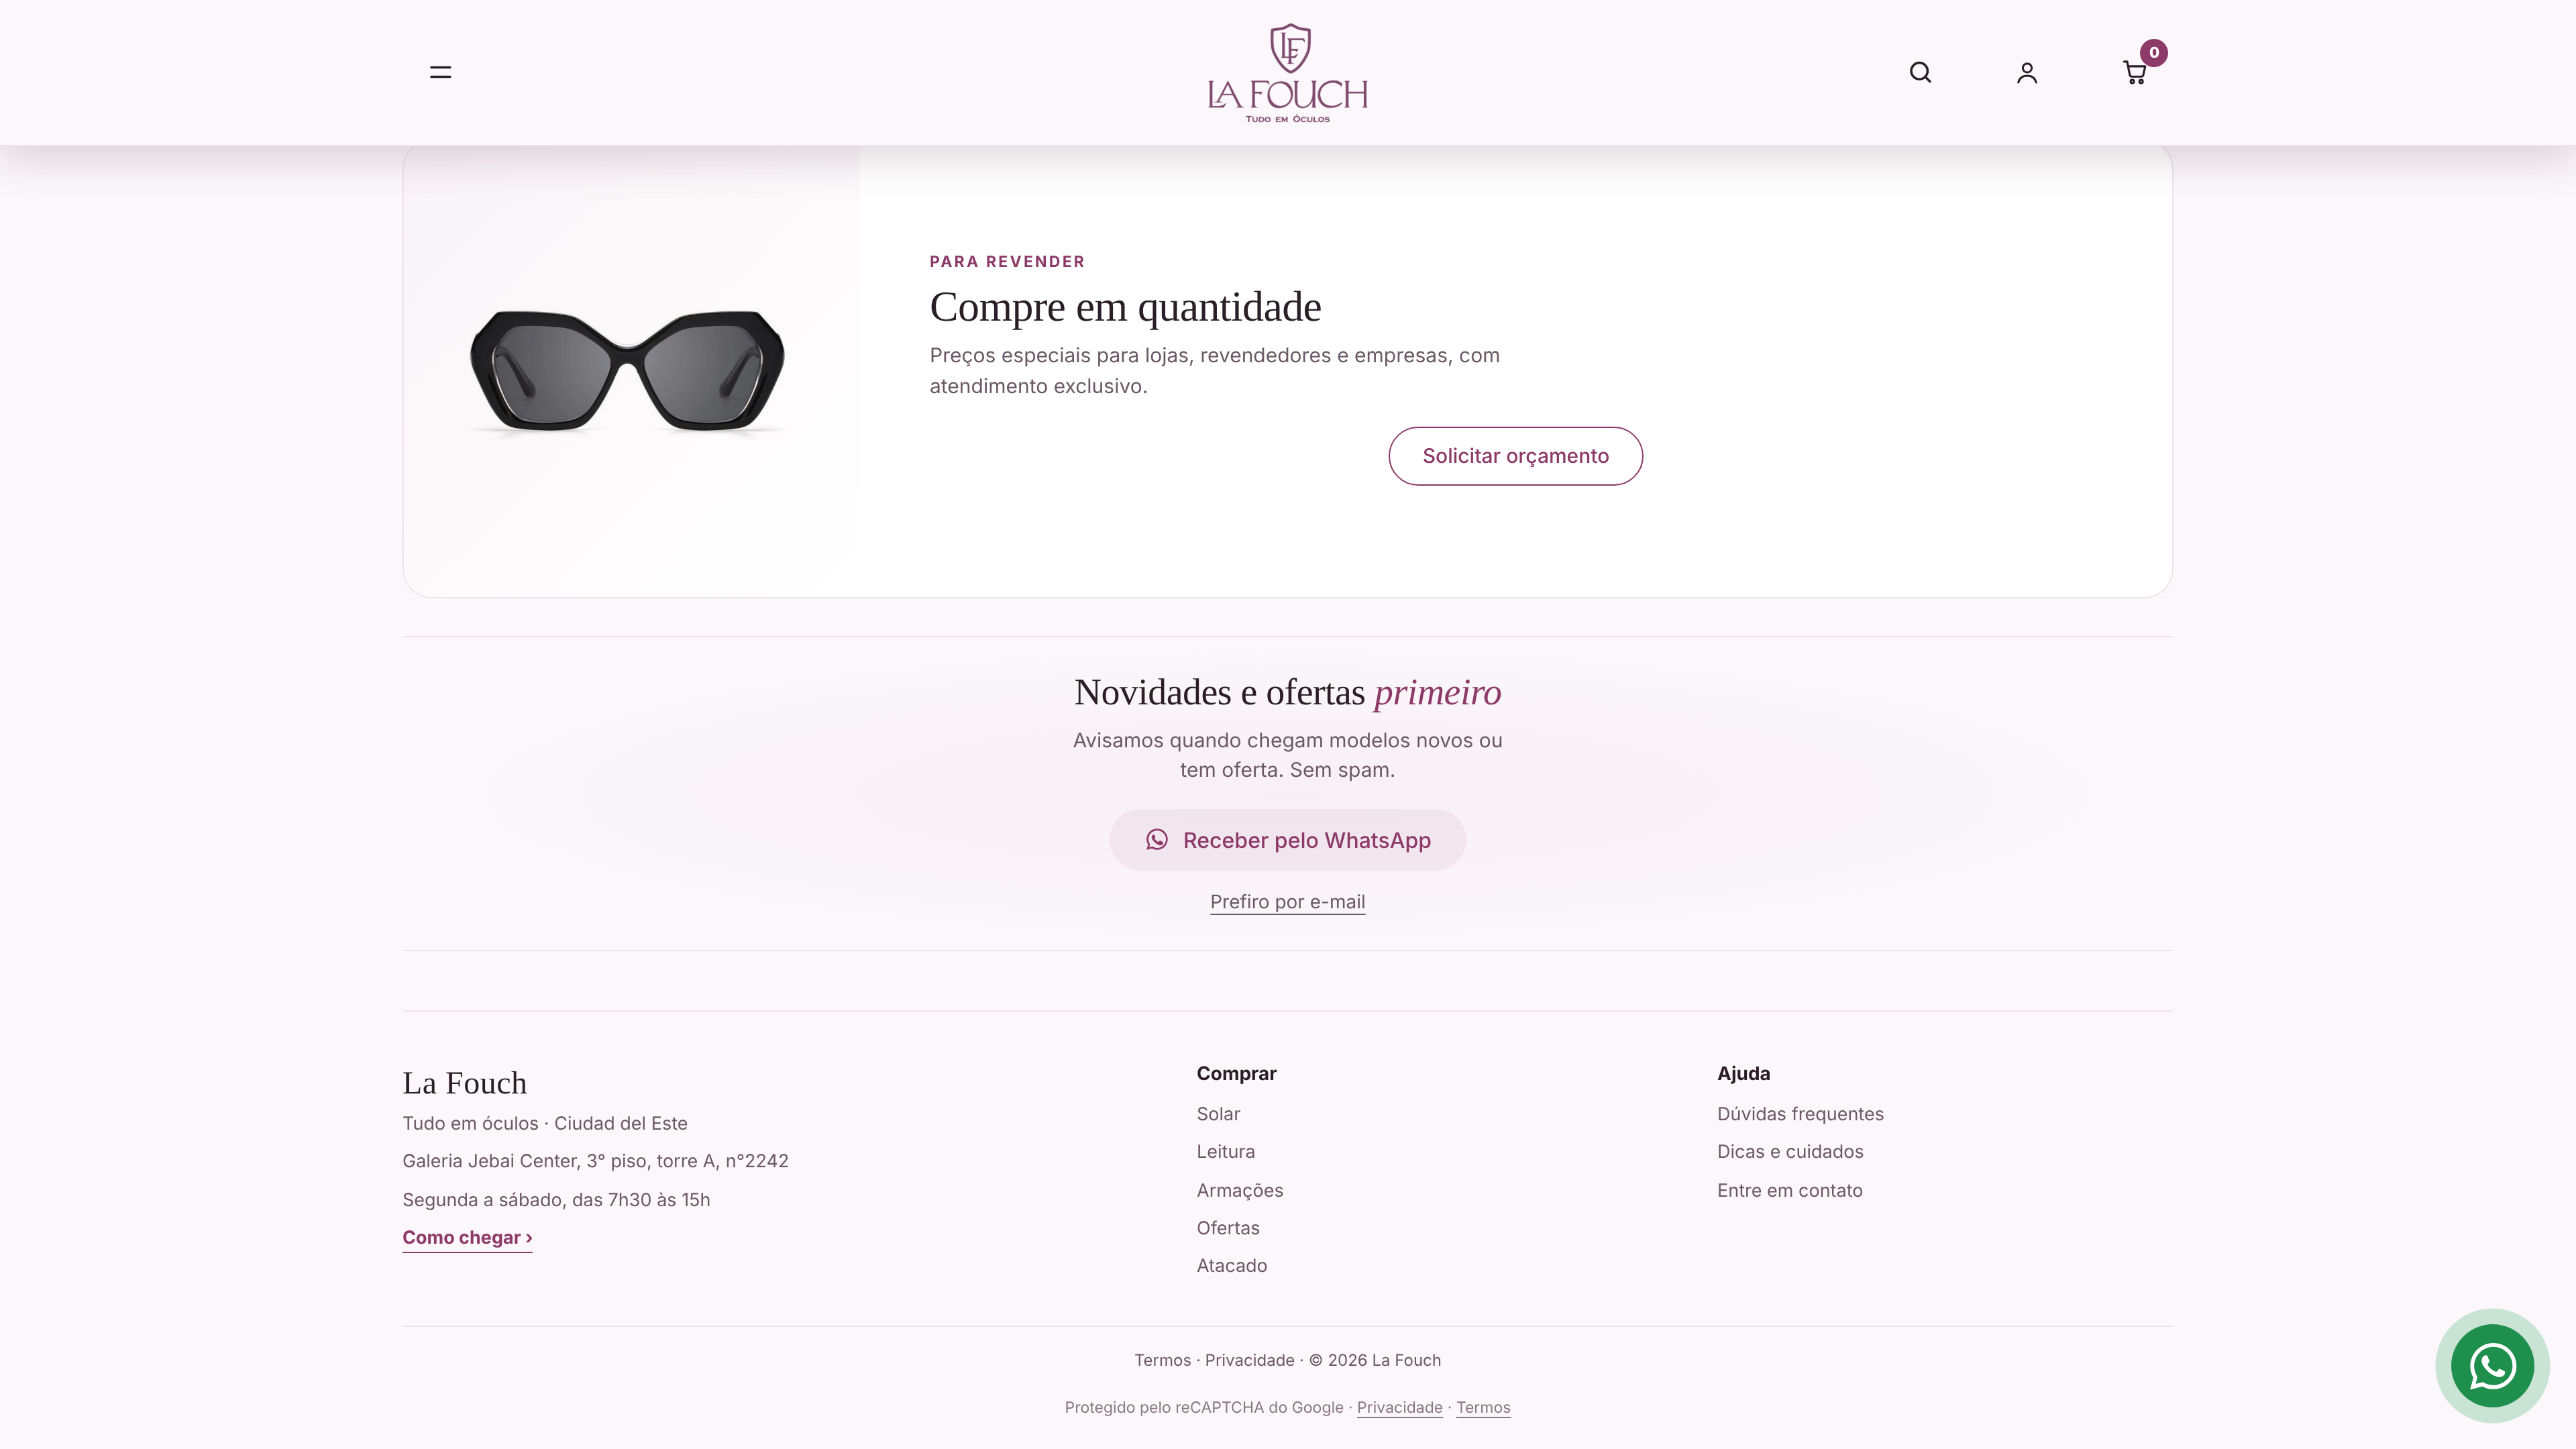 LF
LA FOUCH
TUDO EM ÓCULOS
0
PARA REVENDER
Compre em quantidade
Preços especiais para lojas, revendedores e empresas, com
atendimento exclusivo.
Solicitar orçamento
Novidades e ofertas primeiro
Avisamos quando chegam modelos novos ou
tem oferta. Sem spam.
Receber pelo WhatsApp
Prefiro por e-mail
La Fouch
Tudo em óculos · Ciudad del Este
Galeria Jebai Center, 3° piso, torre A, n°2242
Segunda a sábado, das 7h30 às 15h
Como chegar ›
Comprar
Solar
Leitura
Armações
Ofertas
Atacado
Ajuda
Dúvidas frequentes
Dicas e cuidados
Entre em contato
Termos · Privacidade · © 2026 La Fouch
Protegido pelo reCAPTCHA do Google · Privacidade · Termos